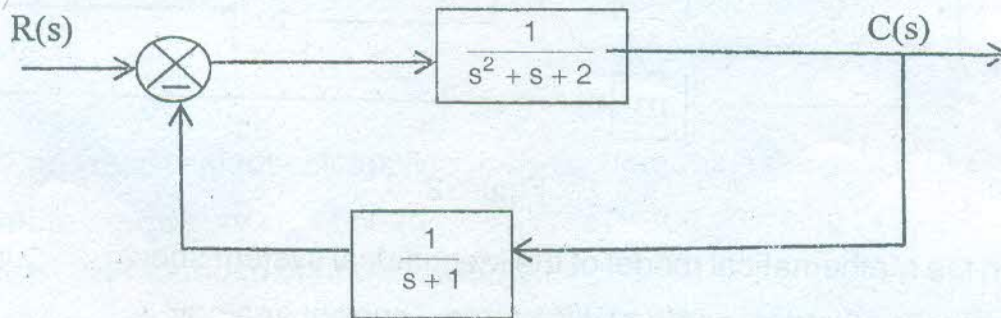 R(s)
1
s² + s + 2
C(s)
−
1
s + 1